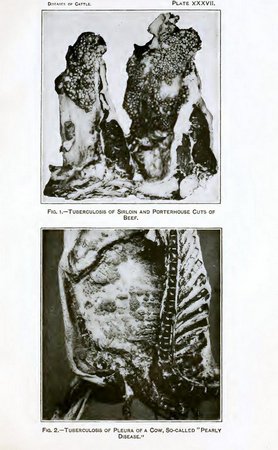 Diseases of Cattle.
Plate XXXVII.
Fig. 1.—Tuberculosis of Sirloin and Porterhouse Cuts of
Beef.
Fig. 2.—Tuberculosis of Pleura of a Cow, So-called "Pearly
Disease."